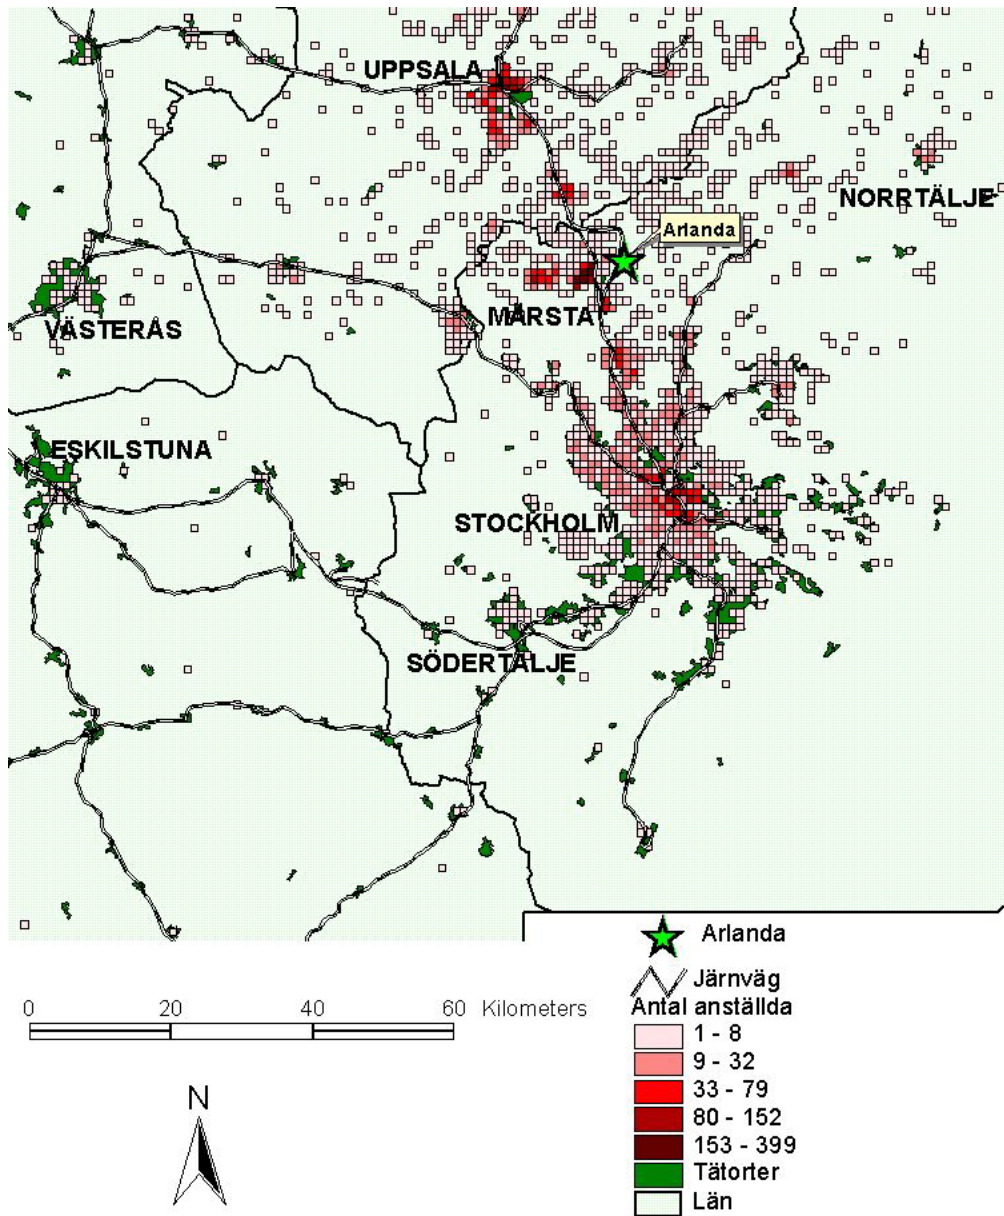 UPPSALA
NORRTÄLJE
Arlanda
MÄRSTA
VÄSTERÅS
ESKILSTUNA
STOCKHOLM
SÖDERTÄLJE
Arlanda
Järnväg
Antal anställda
1 - 8
9 - 32
33 - 79
80 - 152
153 - 399
Tätorter
Län
0 20 40 60 Kilometers
N